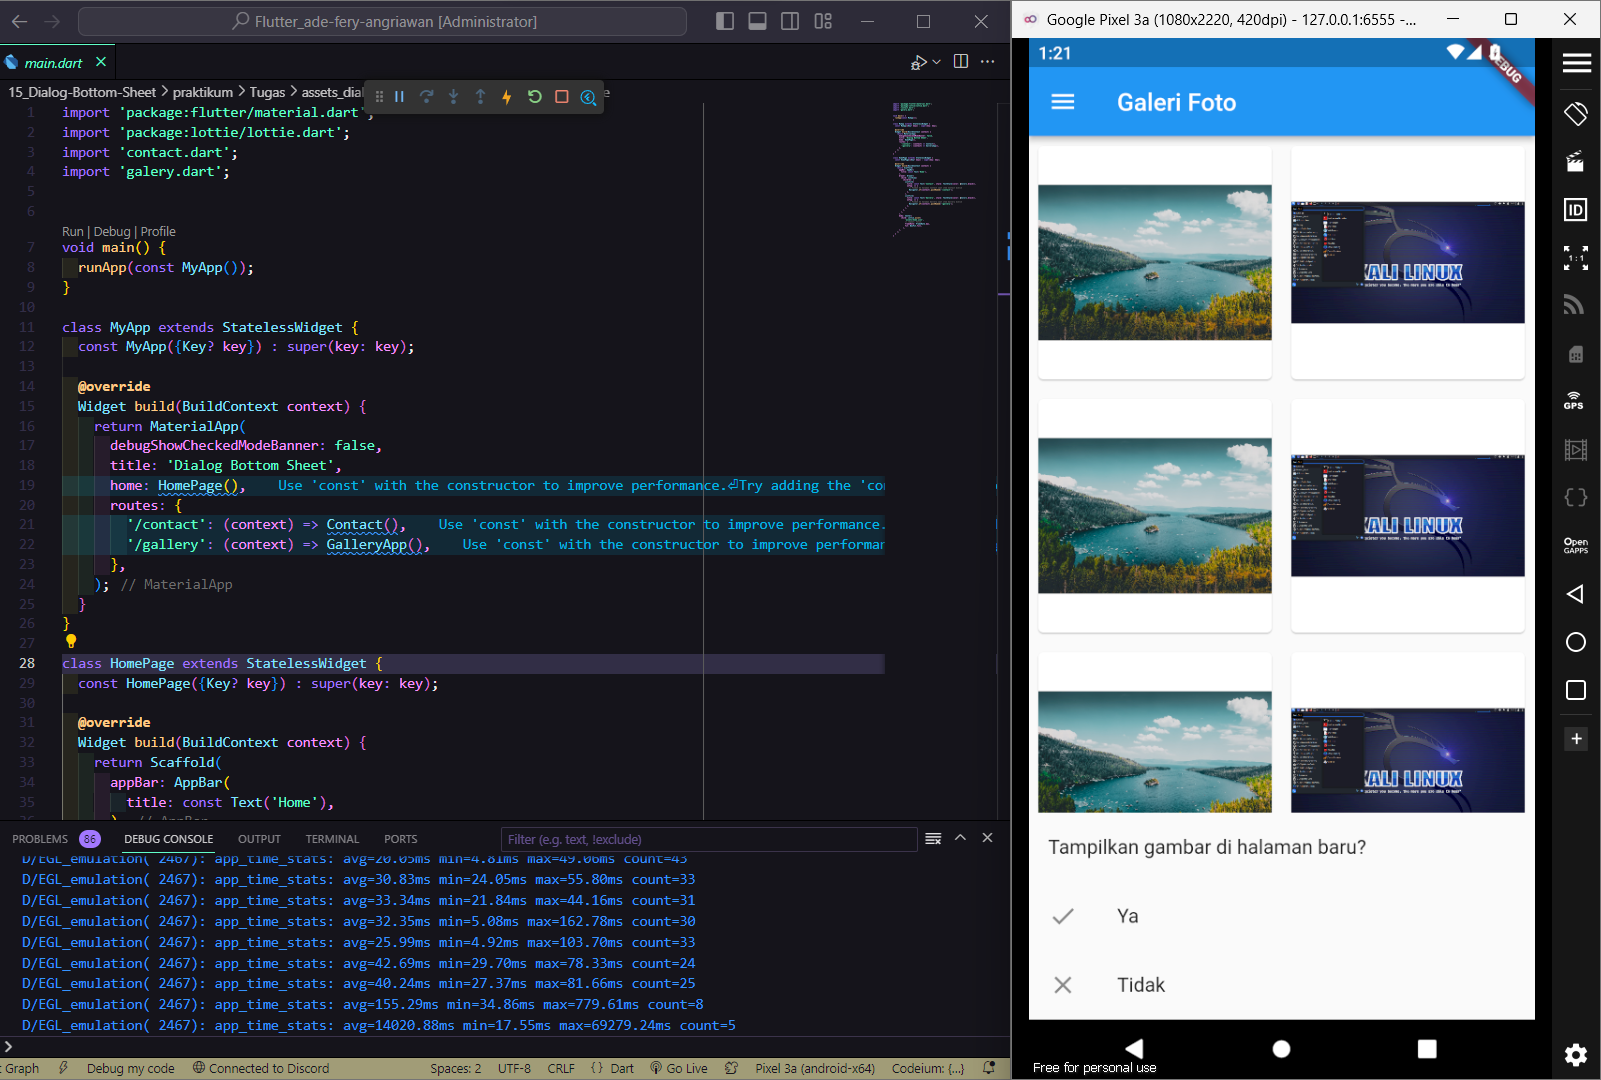 Flutter_ade-fery-angriawan [Administrator]
main.dart
15_Dialog-Bottom-Sheet > praktikum > Tugas > assets_dial
1 import 'package:flutter/material.dart';
2 import 'package:lottie/lottie.dart';
3 import 'contact.dart';
4 import 'galery.dart';
5
6
Run | Debug | Profile
7 void main() {
8 runApp(const MyApp());
9 }
10
11 class MyApp extends StatelessWidget {
12 const MyApp({Key? key}) : super(key: key);
13
14 @override
15 Widget build(BuildContext context) {
16 return MaterialApp(
17 debugShowCheckedModeBanner: false,
18 title: 'Dialog Bottom Sheet',
19 home: HomePage(), Use 'const' with the constructor to improve performance.⏎Try adding the 'co
20 routes: {
21 '/contact': (context) => Contact(), Use 'const' with the constructor to improve performance.
22 '/gallery': (context) => GalleryApp(), Use 'const' with the constructor to improve performan
23 },
24 ); // MaterialApp
25 }
26 }
27
28 class HomePage extends StatelessWidget {
29 const HomePage({Key? key}) : super(key: key);
30
31 @override
32 Widget build(BuildContext context) {
33 return Scaffold(
34 appBar: AppBar(
35 title: const Text('Home'),
36 ), // AppBar
PROBLEMS 86 DEBUG CONSOLE OUTPUT TERMINAL PORTS Filter (e.g. text, !exclude)
D/EGL_emulation( 2467): app_time_stats: avg=20.05ms min=4.81ms max=49.06ms count=43
D/EGL_emulation( 2467): app_time_stats: avg=30.83ms min=24.05ms max=55.80ms count=33
D/EGL_emulation( 2467): app_time_stats: avg=33.34ms min=21.84ms max=44.16ms count=31
D/EGL_emulation( 2467): app_time_stats: avg=32.35ms min=5.08ms max=162.78ms count=30
D/EGL_emulation( 2467): app_time_stats: avg=25.99ms min=4.92ms max=103.70ms count=33
D/EGL_emulation( 2467): app_time_stats: avg=42.69ms min=29.70ms max=78.33ms count=24
D/EGL_emulation( 2467): app_time_stats: avg=40.24ms min=27.37ms max=81.66ms count=25
D/EGL_emulation( 2467): app_time_stats: avg=155.29ms min=34.86ms max=779.61ms count=8
D/EGL_emulation( 2467): app_time_stats: avg=14020.88ms min=17.55ms max=69279.24ms count=5
t Graph Debug my code Connected to Discord Spaces: 2 UTF-8 CRLF {} Dart Go Live Pixel 3a (android-x64) Codeium: {...}
Google Pixel 3a (1080x2220, 420dpi) - 127.0.0.1:6555 -...
1:21
DEBUG
Galeri Foto
KALI LINUX
KALI LINUX
KALI LINUX
Tampilkan gambar di halaman baru?
Ya
Tidak
Free for personal use
ID
1:1
GPS
Open
GAPPS